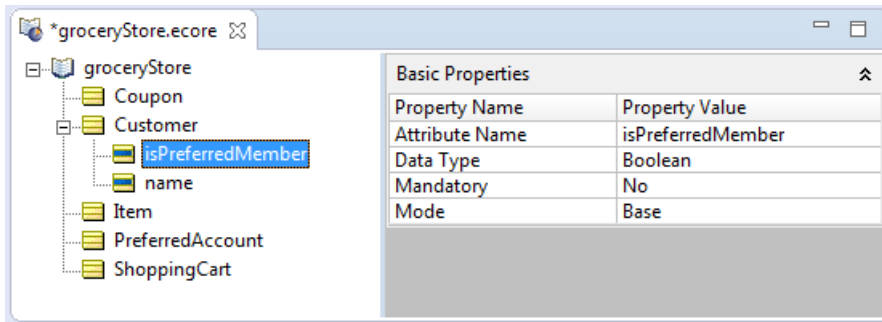 *groceryStore.ecore
groceryStore
Coupon
Customer
isPreferredMember
name
Item
PreferredAccount
ShoppingCart
Basic Properties
Property Name Property Value
Attribute Name isPreferredMember
Data Type Boolean
Mandatory No
Mode Base